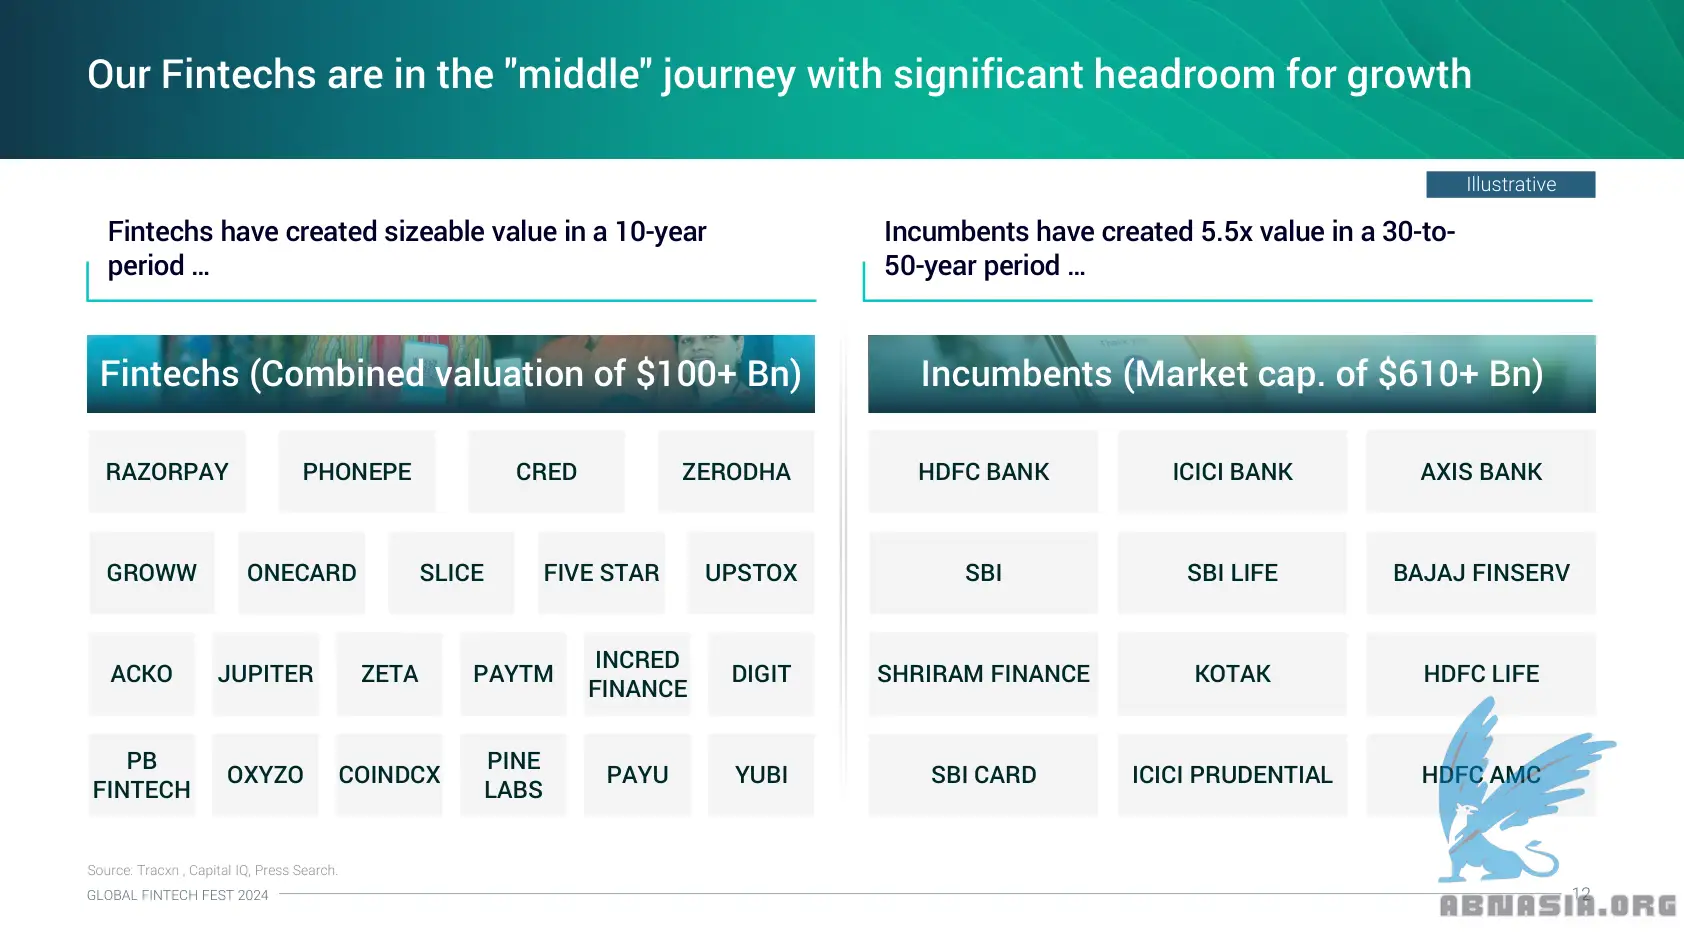 Our Fintechs are in the "middle" journey with significant headroom for growth
Illustrative
Fintechs have created sizeable value in a 10-year
period ...
Incumbents have created 5.5x value in a 30-to-
50-year period ...
Fintechs (Combined valuation of $100+ Bn)
RAZORPAY PHONEPE CRED ZERODHA
GROWW ONECARD SLICE FIVE STAR UPSTOX
ACKO JUPITER ZETA PAYTM INCRED
FINANCE DIGIT
PB
FINTECH OXYZO COINDCX PINE
LABS PAYU YUBI
Incumbents (Market cap. of $610+ Bn)
HDFC BANK ICICI BANK AXIS BANK
SBI SBI LIFE BAJAJ FINSERV
SHRIRAM FINANCE KOTAK HDFC LIFE
SBI CARD ICICI PRUDENTIAL HDFC AMC
Source: Tracxn , Capital IQ, Press Search.
GLOBAL FINTECH FEST 2024
12
ABNASIA.ORG